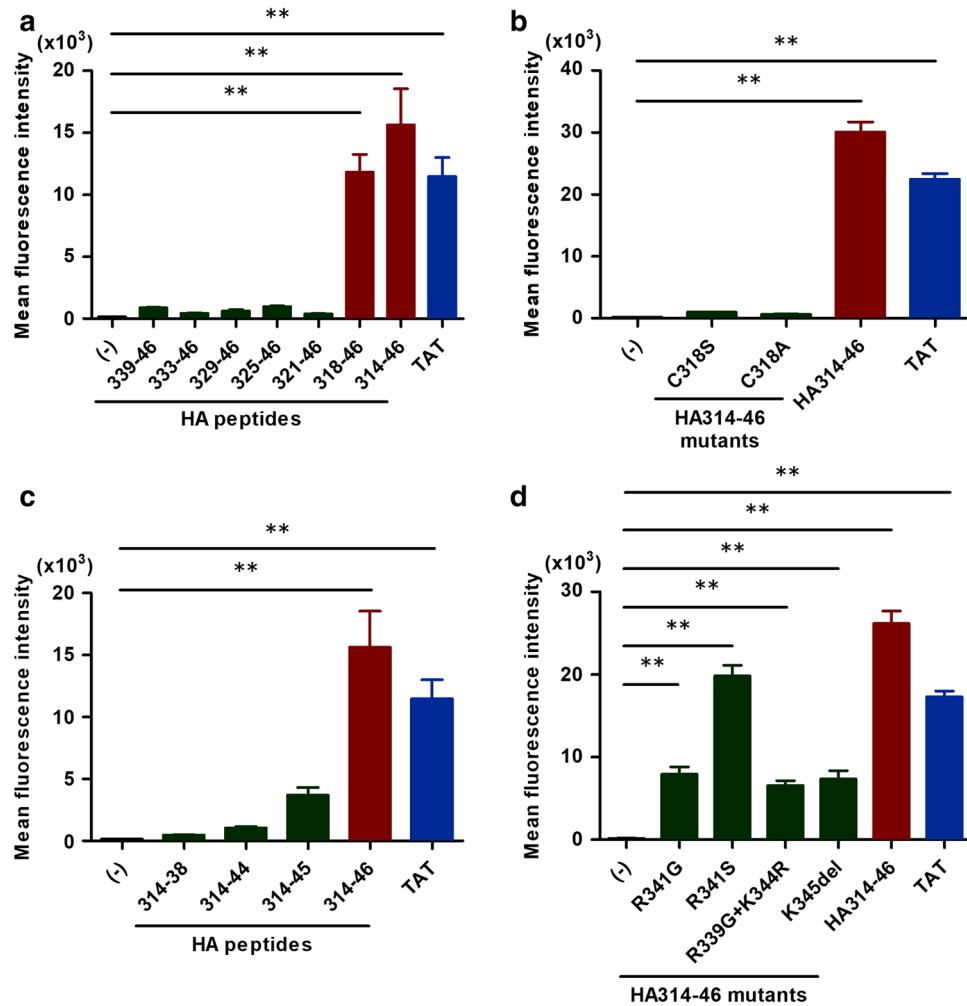 a
**
(x10³)
**
20
**
15
10
5
0
Mean fluorescence intensity
(-)
339-46
333-46
329-46
325-46
321-46
318-46
314-46
TAT
HA peptides
b
**
(x10³)
**
40
30
20
10
0
Mean fluorescence intensity
(-)
C318S
C318A
HA314-46
TAT
HA314-46
mutants
c
**
(x10³)
**
20
15
10
5
0
Mean fluorescence intensity
(-)
314-38
314-44
314-45
314-46
TAT
HA peptides
d
**
**
(x10³)
**
**
30
**
**
20
10
0
Mean fluorescence intensity
(-)
R341G
R341S
R339G+K344R
K345del
HA314-46
TAT
HA314-46 mutants